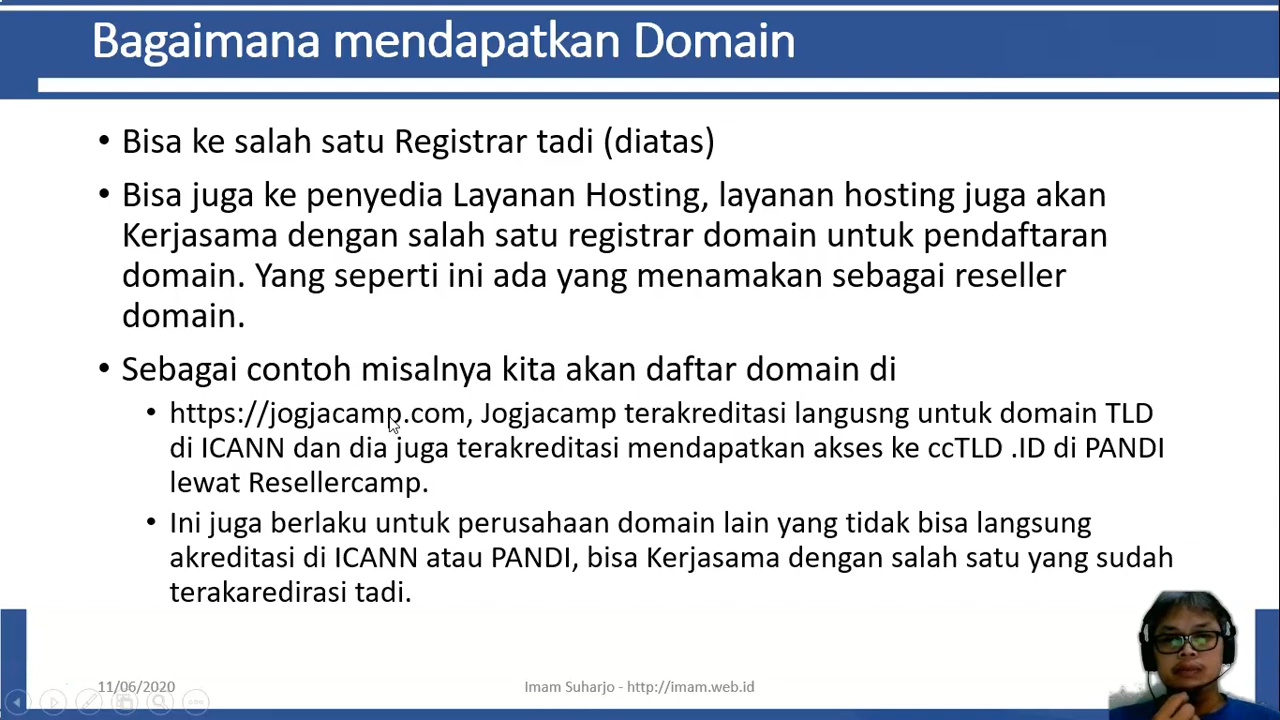 Bagaimana mendapatkan Domain
• Bisa ke salah satu Registrar tadi (diatas)
• Bisa juga ke penyedia Layanan Hosting, layanan hosting juga akan
Kerjasama dengan salah satu registrar domain untuk pendaftaran
domain. Yang seperti ini ada yang menamakan sebagai reseller
domain.
• Sebagai contoh misalnya kita akan daftar domain di
• https://jogjacamp.com, Jogjacamp terakreditasi langusng untuk domain TLD
di ICANN dan dia juga terakreditasi mendapatkan akses ke ccTLD .ID di PANDI
lewat Resellercamp.
• Ini juga berlaku untuk perusahaan domain lain yang tidak bisa langsung
akreditasi di ICANN atau PANDI, bisa Kerjasama dengan salah satu yang sudah
terakaredirasi tadi.
11/06/2020
Imam Suharjo - http://imam.web.id